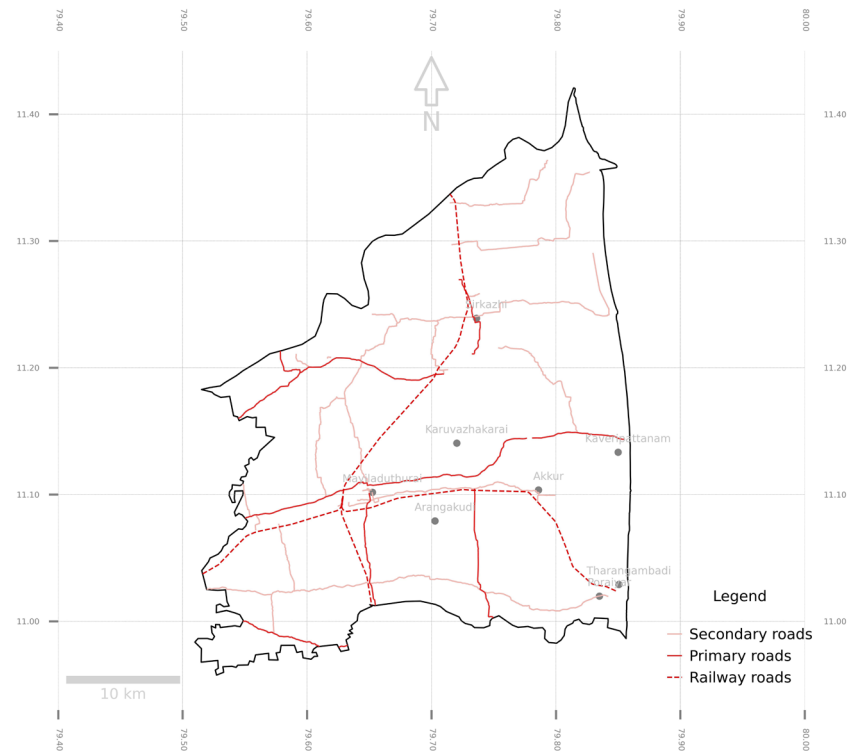 79.40 79.50 79.60 79.70 79.80 79.90 80.00
11.40 11.40
N
11.30 11.30
Sirkazhi
11.20 11.20
Karuvazhakarai
Kaveripattanam
Mayiladuthurai
Akkur
11.10 11.10
Arangakudi
Tharangambadi
Poraiyar
11.00 11.00
Legend
Secondary roads
Primary roads
Railway roads
10 km
79.40 79.50 79.60 79.70 79.80 79.90 80.00